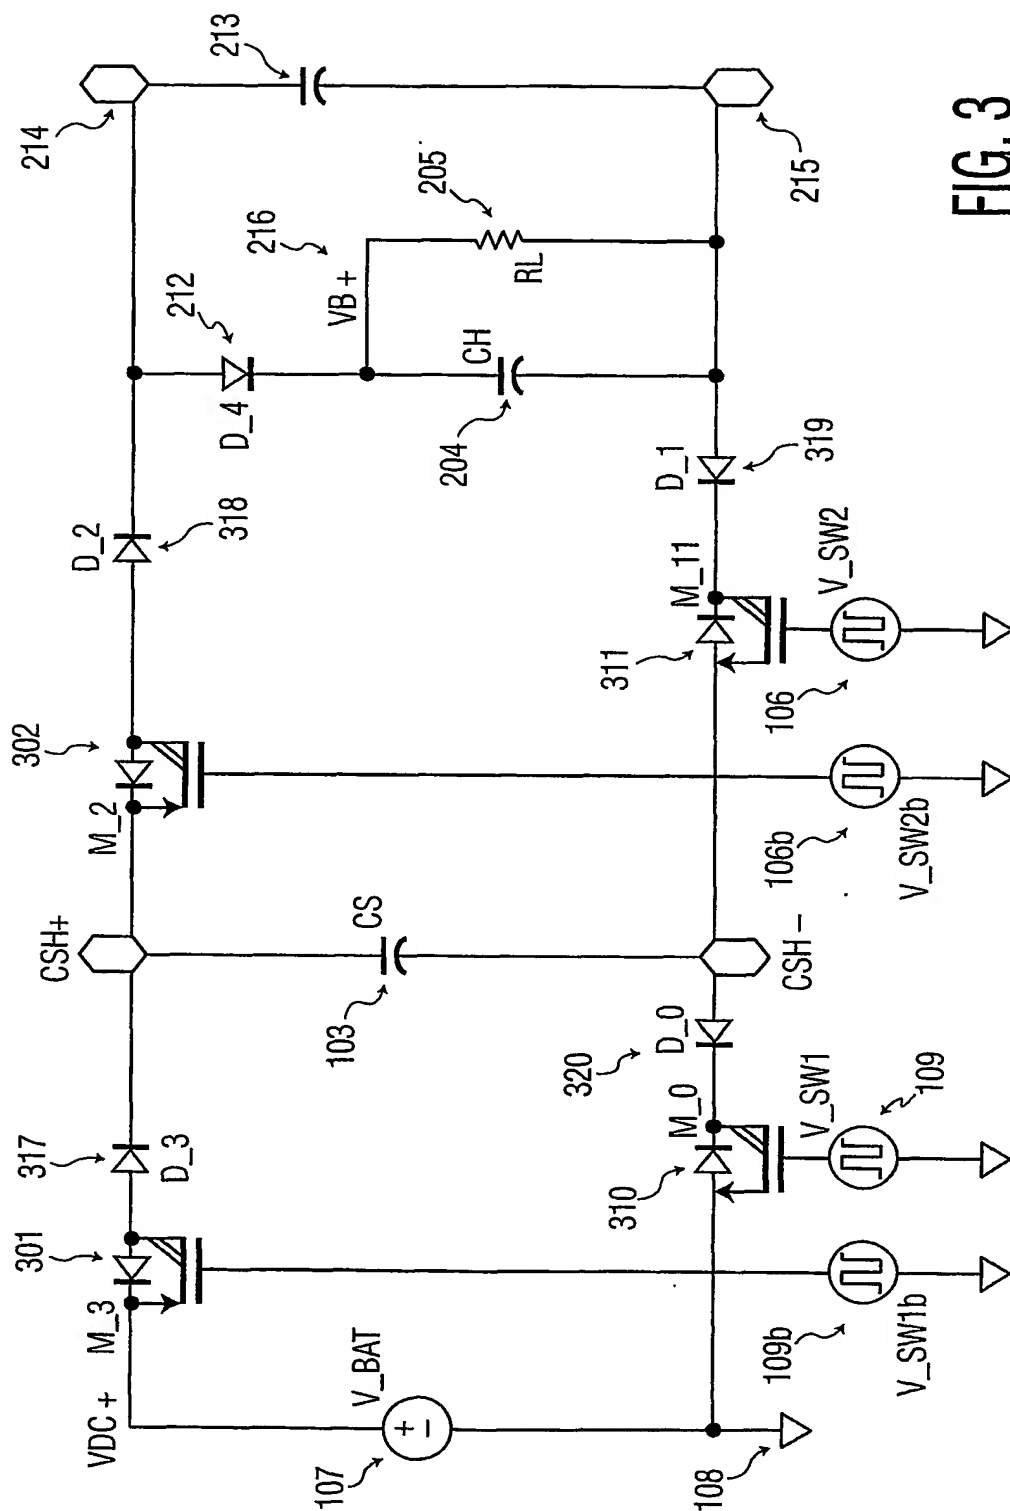 214
213
212
216
VB +
205
D_4
CH
RL
204
215
D_2
318
D_1
319
302
M_2
M_11
311
V_SW2
106
106b
V_SW2b
CSH+
CS
103
CSH -
317
D_3
320
D_0
301
M_3
M_0
310
V_SW1
109
VDC +
V_BAT
107
108
109b
V_SW1b
FIG. 3